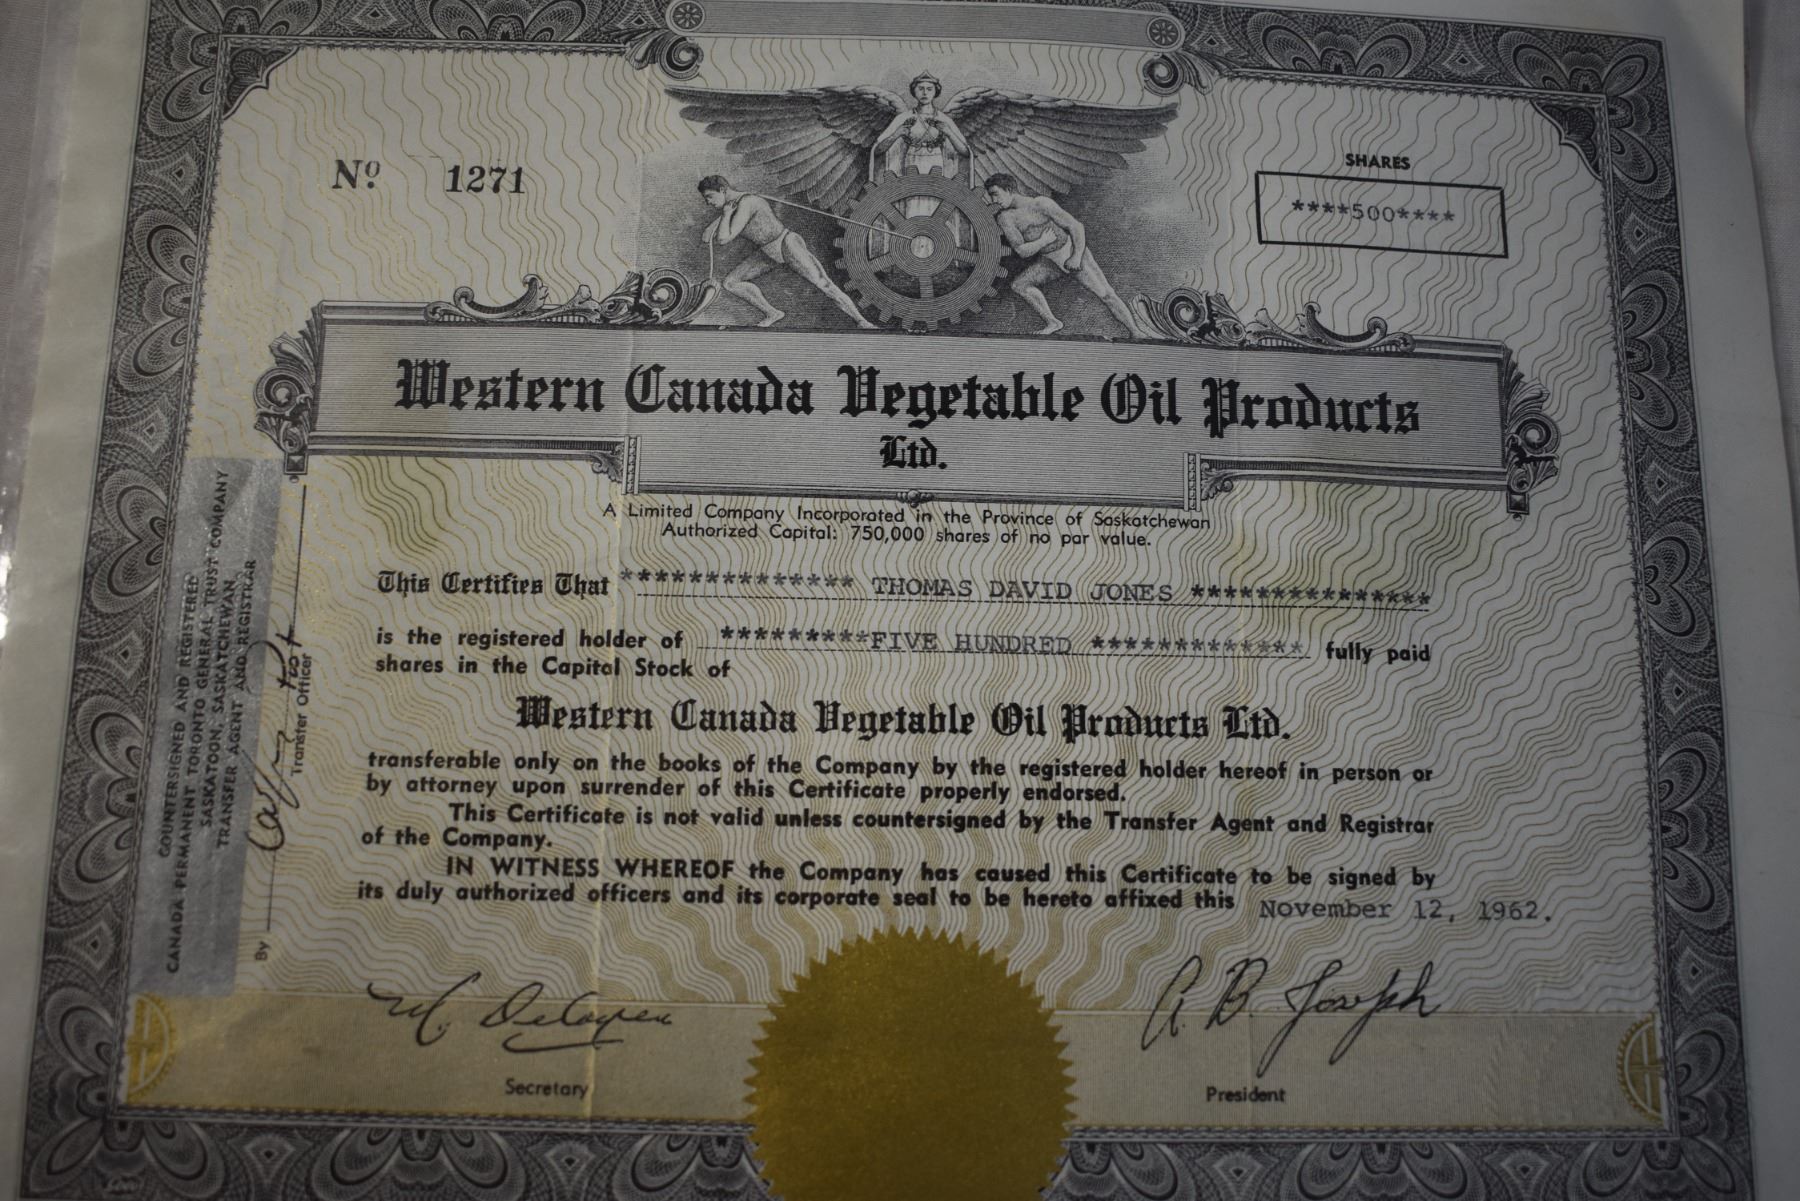 Nº 1271
SHARES
****500****
Western Canada Vegetable Oil Products
Ltd.
A Limited Company Incorporated in the Province of Saskatchewan
Authorized Capital: 750,000 shares of no par value.
This Certifies That ************** THOMAS DAVID JONES ***************
is the registered holder of *********FIVE HUNDRED ************* fully paid
shares in the Capital Stock of
Western Canada Vegetable Oil Products Ltd.
transferable only on the books of the Company by the registered holder hereof in person or
by attorney upon surrender of this Certificate properly endorsed.
This Certificate is not valid unless countersigned by the Transfer Agent and Registrar
of the Company.
IN WITNESS WHEREOF the Company has caused this Certificate to be signed by
its duly authorized officers and its corporate seal to be hereto affixed this November 12, 1962.
A. B. Joseph
Secretary
President
COUNTERSIGNED AND REGISTERED
CANADA PERMANENT TORONTO GENERAL TRUST COMPANY
SASKATOON, SASKATCHEWAN
TRANSFER AGENT AND REGISTRAR
By
Transfer Officer